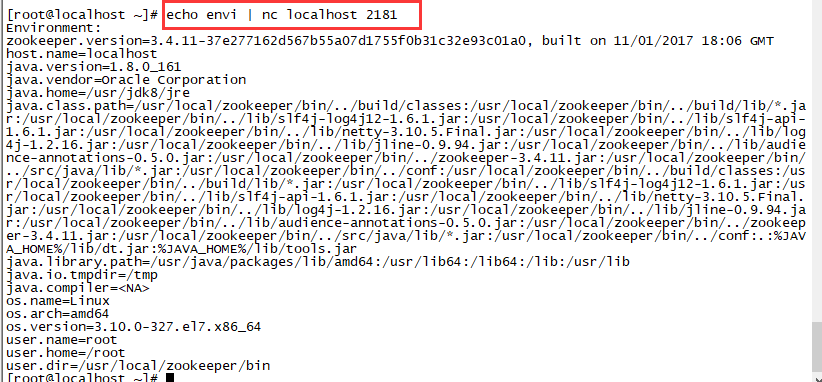 [root@localhost ~]# echo envi | nc localhost 2181
Environment:
zookeeper.version=3.4.11-37e277162d567b55a07d1755f0b31c32e93c01a0, built on 11/01/2017 18:06 GMT
host.name=localhost
java.version=1.8.0_161
java.vendor=Oracle Corporation
java.home=/usr/jdk8/jre
java.class.path=/usr/local/zookeeper/bin/../build/classes:/usr/local/zookeeper/bin/../build/lib/*.ja
r:/usr/local/zookeeper/bin/../lib/slf4j-log4j12-1.6.1.jar:/usr/local/zookeeper/bin/../lib/slf4j-api-
1.6.1.jar:/usr/local/zookeeper/bin/../lib/netty-3.10.5.Final.jar:/usr/local/zookeeper/bin/../lib/log
4j-1.2.16.jar:/usr/local/zookeeper/bin/../lib/jline-0.9.94.jar:/usr/local/zookeeper/bin/../lib/audie
nce-annotations-0.5.0.jar:/usr/local/zookeeper/bin/../zookeeper-3.4.11.jar:/usr/local/zookeeper/bin/
../src/java/lib/*.jar:/usr/local/zookeeper/bin/../conf:/usr/local/zookeeper/bin/../build/classes:/us
r/local/zookeeper/bin/../build/lib/*.jar:/usr/local/zookeeper/bin/../lib/slf4j-log4j12-1.6.1.jar:/us
r/local/zookeeper/bin/../lib/slf4j-api-1.6.1.jar:/usr/local/zookeeper/bin/../lib/netty-3.10.5.Final.
jar:/usr/local/zookeeper/bin/../lib/log4j-1.2.16.jar:/usr/local/zookeeper/bin/../lib/jline-0.9.94.ja
r:/usr/local/zookeeper/bin/../lib/audience-annotations-0.5.0.jar:/usr/local/zookeeper/bin/../zookeep
er-3.4.11.jar:/usr/local/zookeeper/bin/../src/java/lib/*.jar:/usr/local/zookeeper/bin/../conf:.:%JAV
A_HOME%/lib/dt.jar:%JAVA_HOME%/lib/tools.jar
java.library.path=/usr/java/packages/lib/amd64:/usr/lib64:/lib64:/lib:/usr/lib
java.io.tmpdir=/tmp
java.compiler=<NA>
os.name=Linux
os.arch=amd64
os.version=3.10.0-327.el7.x86_64
user.name=root
user.home=/root
user.dir=/usr/local/zookeeper/bin
[root@localhost ~]#